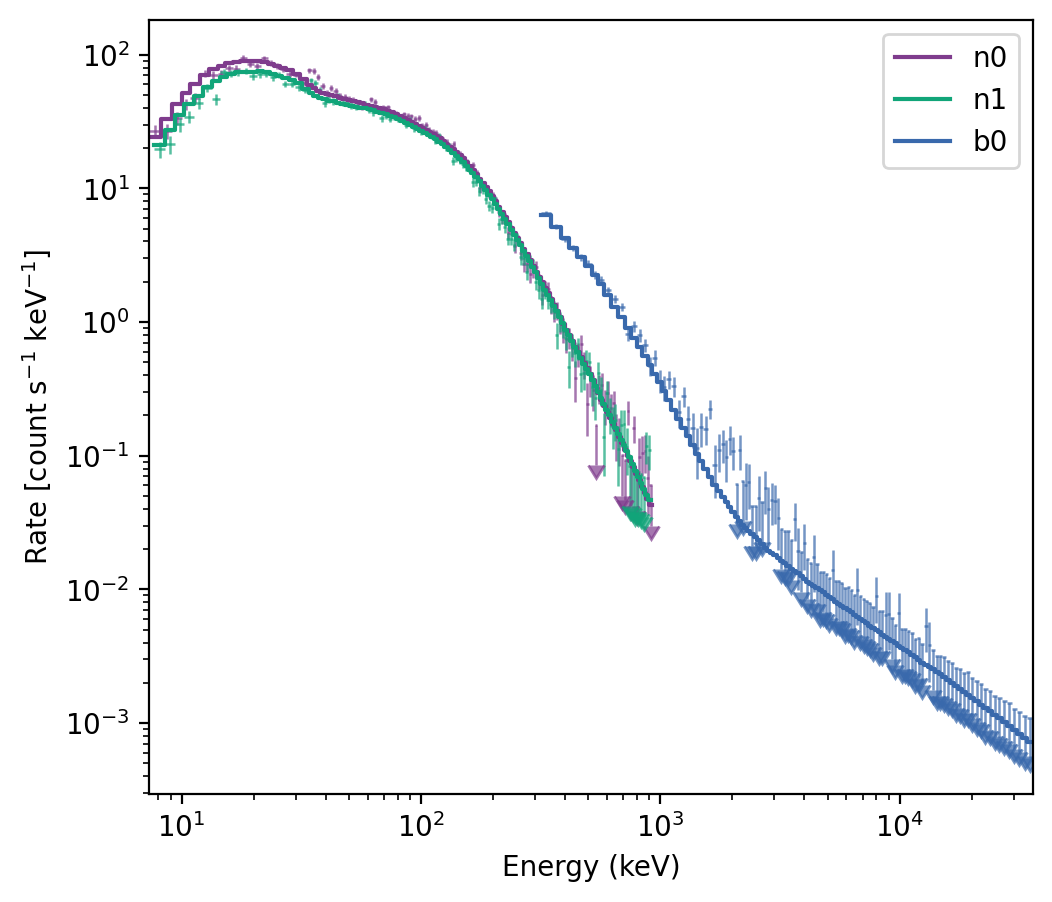 n0
n1
b0
10²
10¹
10⁰
10⁻¹
10⁻²
10⁻³
Rate [count s⁻¹ keV⁻¹]
10¹ 10² 10³ 10⁴
Energy (keV)